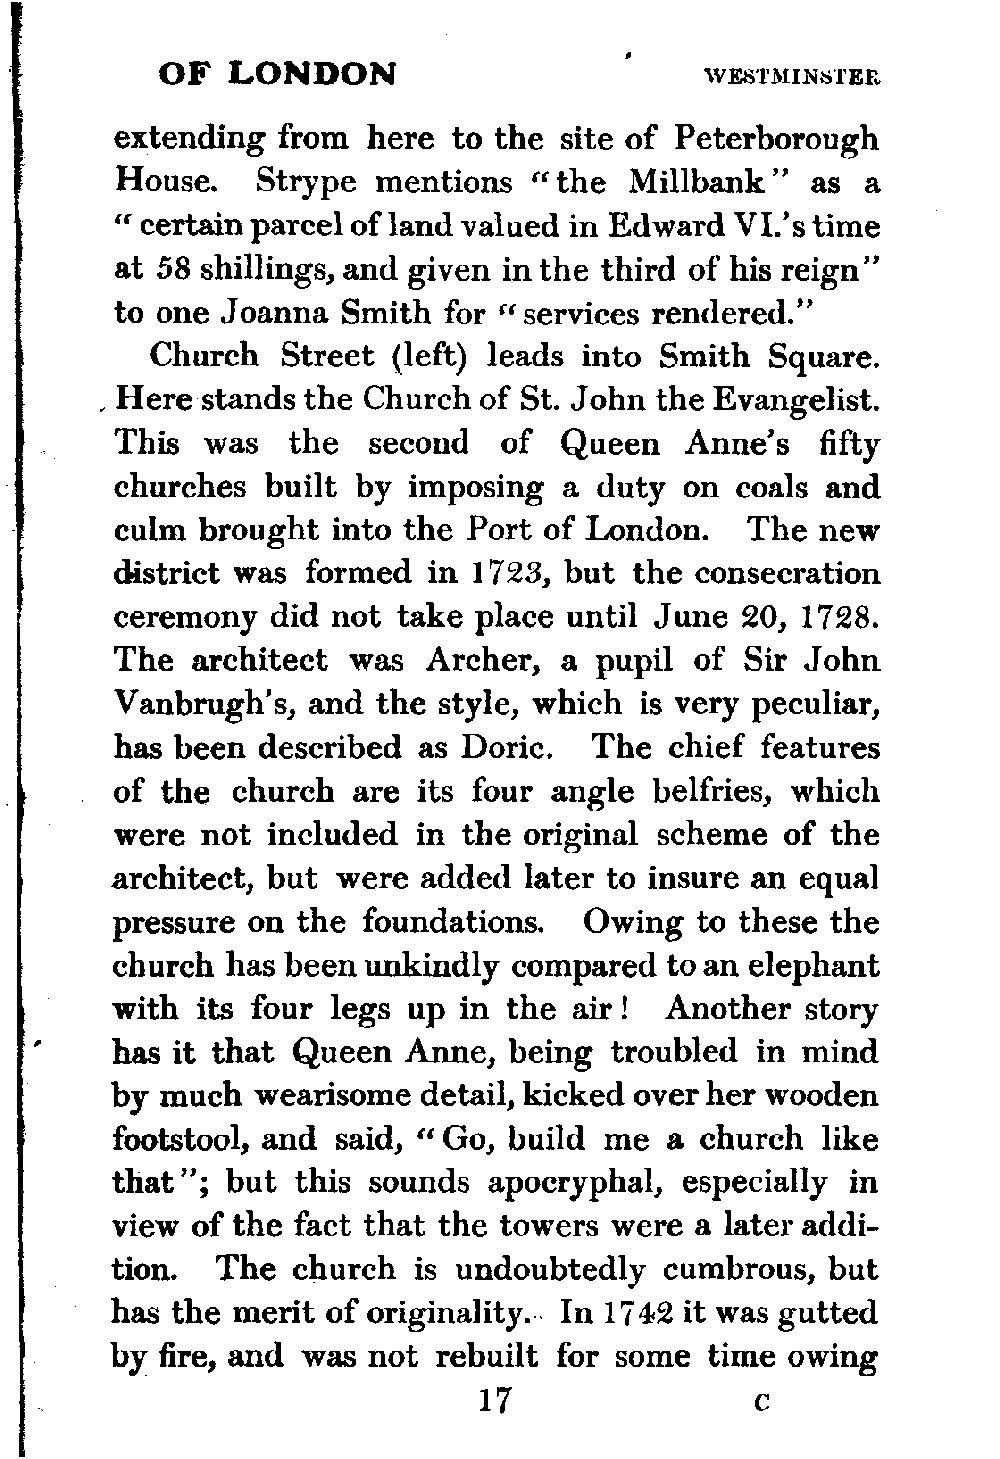 OF LONDON WESTMINSTER
extending from here to the site of Peterborough
House. Strype mentions “the Millbank” as a
“certain parcel of land valued in Edward VI.'s time
at 58 shillings, and given in the third of his reign”
to one Joanna Smith for “services rendered.”
Church Street (left) leads into Smith Square.
Here stands the Church of St. John the Evangelist.
This was the second of Queen Anne's fifty
churches built by imposing a duty on coals and
culm brought into the Port of London. The new
district was formed in 1723, but the consecration
ceremony did not take place until June 20, 1728.
The architect was Archer, a pupil of Sir John
Vanbrugh's, and the style, which is very peculiar,
has been described as Doric. The chief features
of the church are its four angle belfries, which
were not included in the original scheme of the
architect, but were added later to insure an equal
pressure on the foundations. Owing to these the
church has been unkindly compared to an elephant
with its four legs up in the air! Another story
has it that Queen Anne, being troubled in mind
by much wearisome detail, kicked over her wooden
footstool, and said, “Go, build me a church like
that”; but this sounds apocryphal, especially in
view of the fact that the towers were a later addi-
tion. The church is undoubtedly cumbrous, but
has the merit of originality. In 1742 it was gutted
by fire, and was not rebuilt for some time owing
17 C